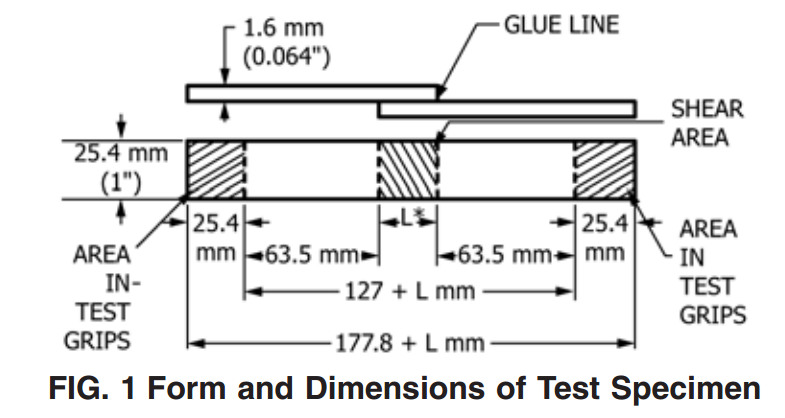 1.6 mm
(0.064")
GLUE LINE
SHEAR
AREA
25.4 mm
(1")
25.4
mm
L*
25.4
mm
63.5 mm
63.5 mm
AREA
IN-
TEST
GRIPS
AREA
IN
TEST
GRIPS
127 + L mm
177.8 + L mm
FIG. 1 Form and Dimensions of Test Specimen